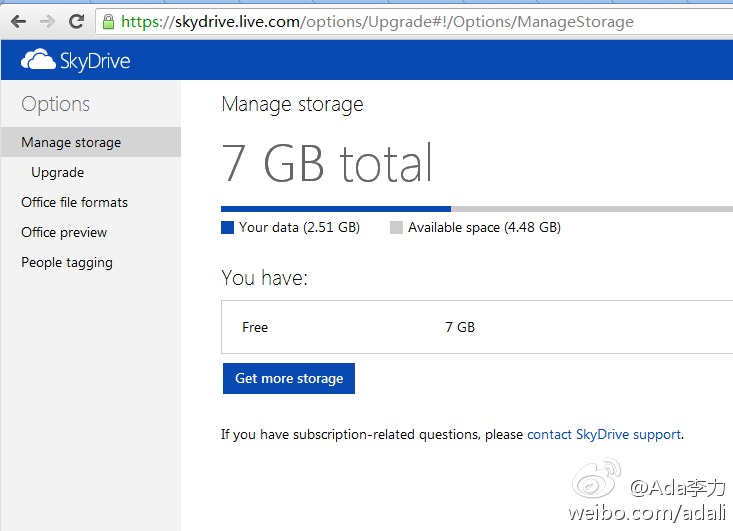 https://skydrive.live.com/options/Upgrade#!/Options/ManageStorage
SkyDrive
Options
Manage storage
Upgrade
Office file formats
Office preview
People tagging
Manage storage
7 GB total
Your data (2.51 GB) Available space (4.48 GB)
You have:
Free 7 GB
Get more storage
If you have subscription-related questions, please contact SkyDrive support.
@Ada李力
weibo.com/adali